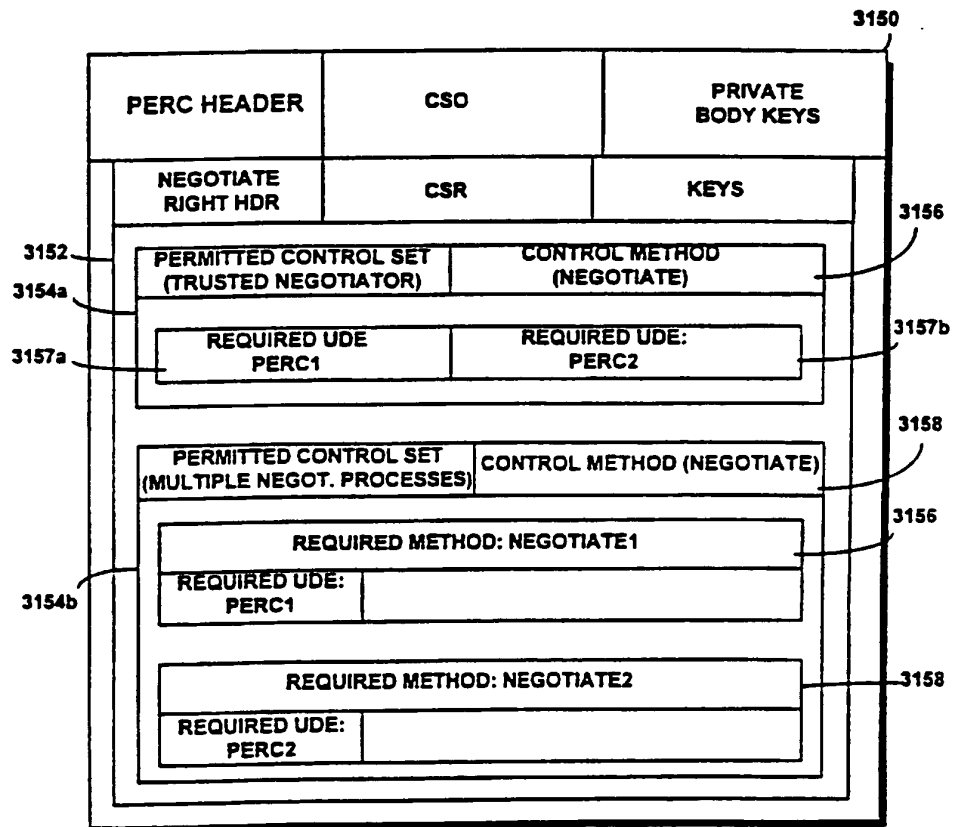 3150
PERC HEADER
CSO
PRIVATE
BODY KEYS
NEGOTIATE
RIGHT HDR
CSR
KEYS
3156
3152
PERMITTED CONTROL SET
(TRUSTED NEGOTIATOR)
CONTROL METHOD
(NEGOTIATE)
3154a
3157a
REQUIRED UDE
PERC1
REQUIRED UDE:
PERC2
3157b
3158
PERMITTED CONTROL SET
(MULTIPLE NEGOT. PROCESSES)
CONTROL METHOD (NEGOTIATE)
3156
REQUIRED METHOD: NEGOTIATE1
3154b
REQUIRED UDE:
PERC1
REQUIRED METHOD: NEGOTIATE2
3158
REQUIRED UDE:
PERC2